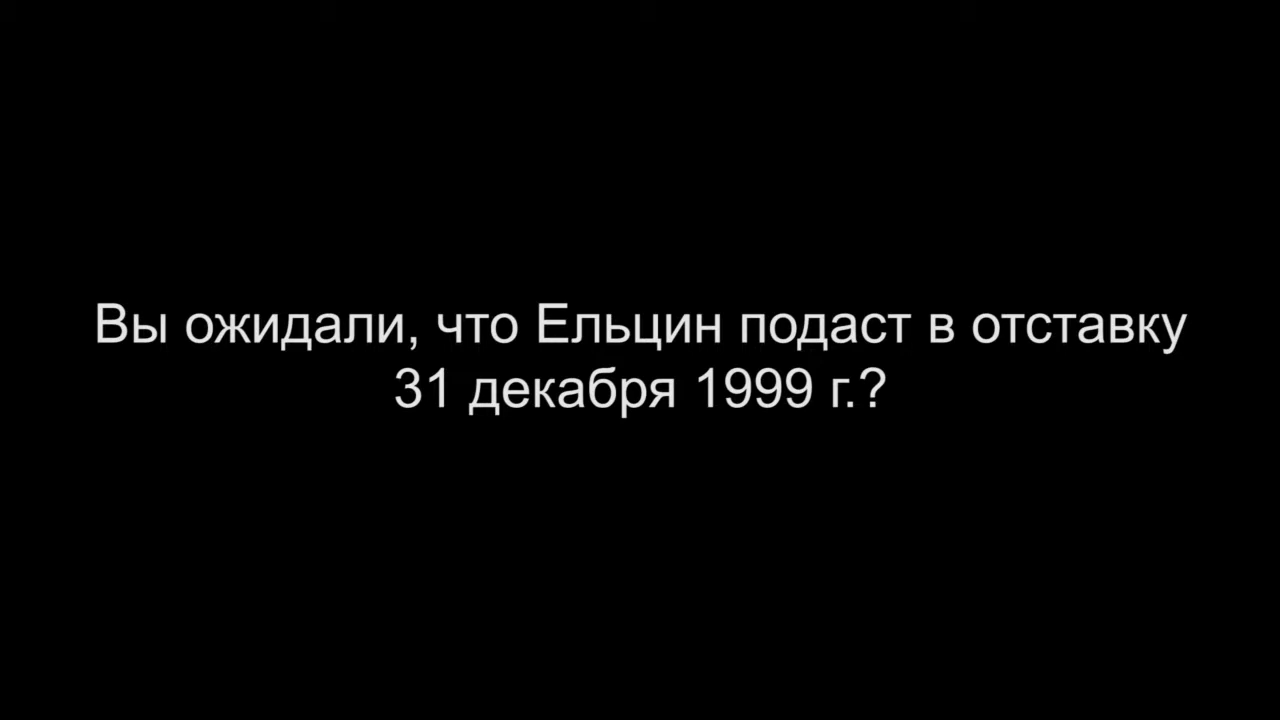 Вы ожидали, что Ельцин подаст в отставку
31 декабря 1999 г.?